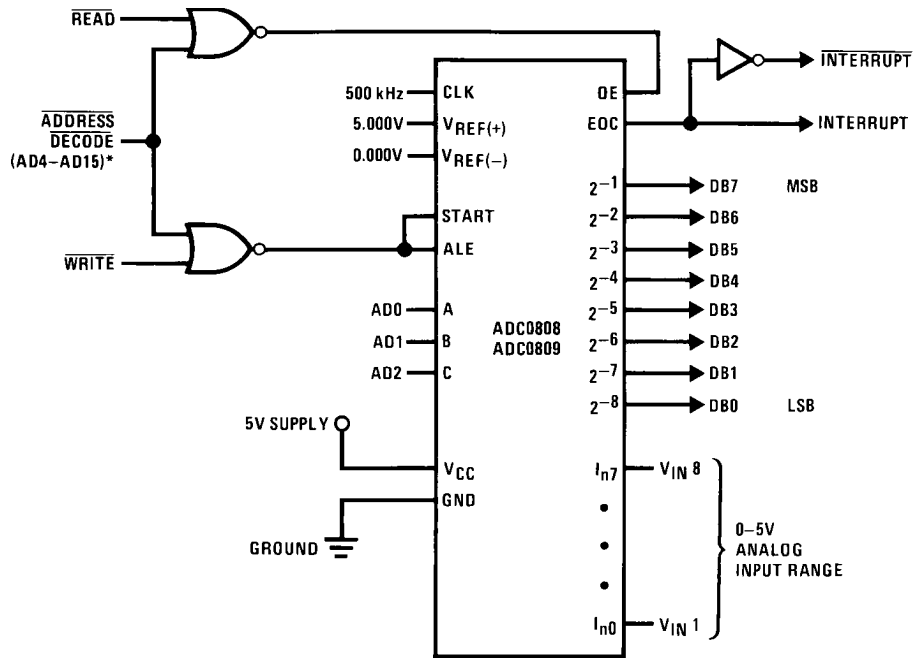 READ
ADDRESS
DECODE
(AD4–AD15)*
WRITE
500 kHz
5.000V
0.000V
AD0
AD1
AD2
5V SUPPLY
GROUND
CLK
VREF(+)
VREF(−)
START
ALE
A
B
C
VCC
GND
ADC0808
ADC0809
OE
EOC
2−1
2−2
2−3
2−4
2−5
2−6
2−7
2−8
In7
In0
INTERRUPT
INTERRUPT
DB7 MSB
DB6
DB5
DB4
DB3
DB2
DB1
DB0 LSB
VIN 8
0–5V
ANALOG
INPUT RANGE
VIN 1